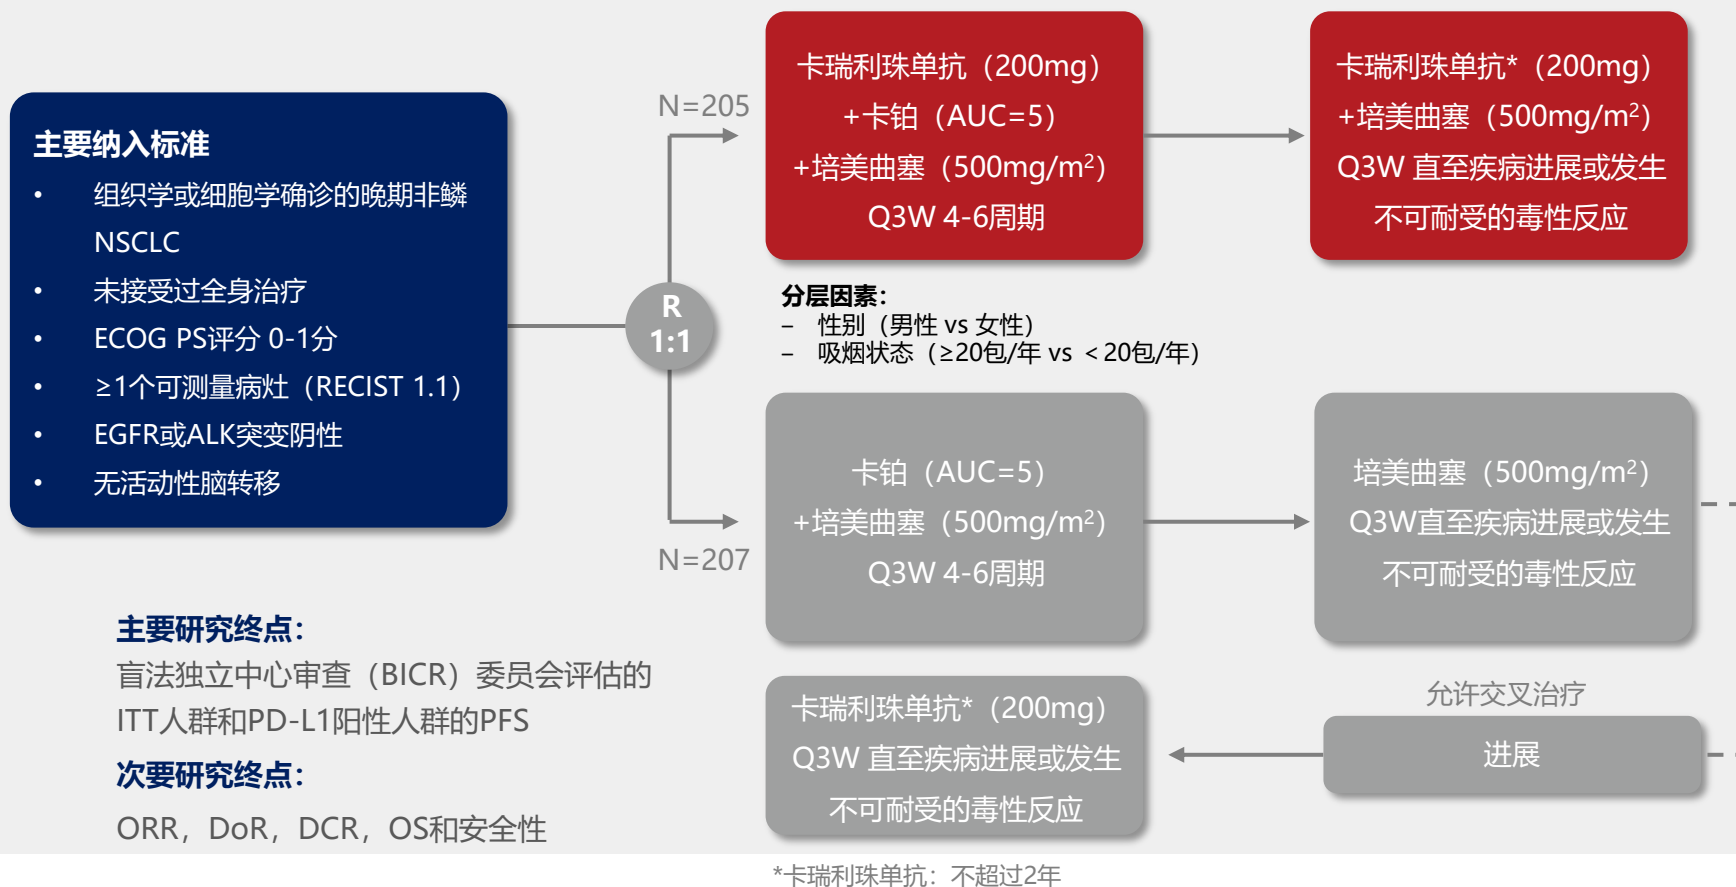 主要纳入标准
• 组织学或细胞学确诊的晚期非鳞
NSCLC
• 未接受过全身治疗
• ECOG PS评分 0-1分
• ≥1个可测量病灶（RECIST 1.1）
• EGFR或ALK突变阴性
• 无活动性脑转移
R
1:1
N=205
N=207
卡瑞利珠单抗（200mg）
+卡铂（AUC=5）
+培美曲塞（500mg/m²）
Q3W 4-6周期
卡瑞利珠单抗*（200mg）
+培美曲塞（500mg/m²）
Q3W 直至疾病进展或发生
不可耐受的毒性反应
分层因素：
– 性别（男性 vs 女性）
– 吸烟状态（≥20包/年 vs ＜20包/年）
卡铂（AUC=5）
+培美曲塞（500mg/m²）
Q3W 4-6周期
培美曲塞（500mg/m²）
Q3W直至疾病进展或发生
不可耐受的毒性反应
允许交叉治疗
进展
卡瑞利珠单抗*（200mg）
Q3W 直至疾病进展或发生
不可耐受的毒性反应
主要研究终点：
盲法独立中心审查（BICR）委员会评估的
ITT人群和PD-L1阳性人群的PFS
次要研究终点：
ORR，DoR，DCR，OS和安全性
*卡瑞利珠单抗：不超过2年